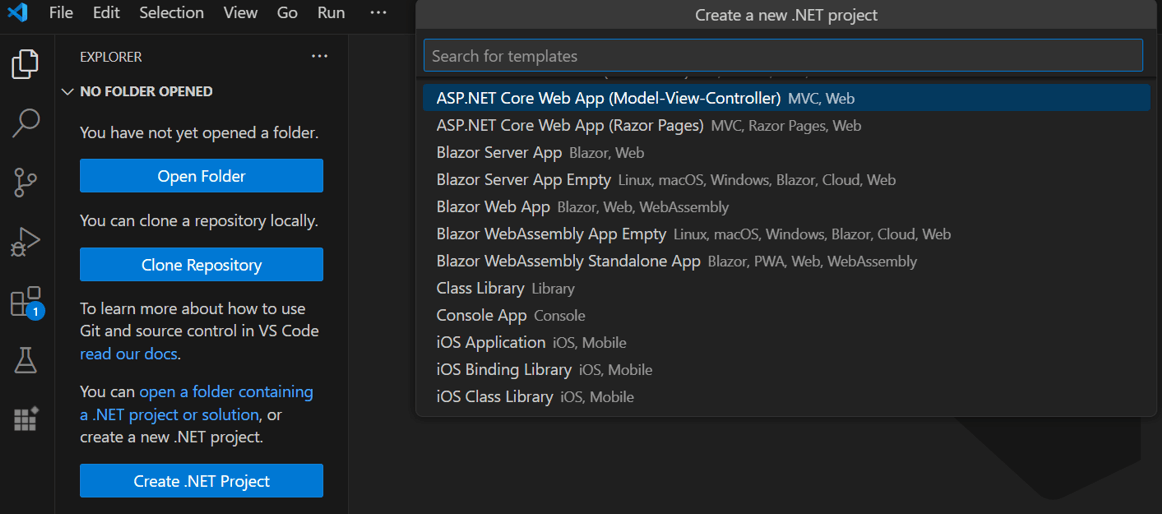 File Edit Selection View Go Run ···
Create a new .NET project
Search for templates
EXPLORER ···
NO FOLDER OPENED
You have not yet opened a folder.
Open Folder
You can clone a repository locally.
Clone Repository
To learn more about how to use
Git and source control in VS Code
read our docs.
You can open a folder containing
a .NET project or solution, or
create a new .NET project.
Create .NET Project
1
ASP.NET Core Web App (Model-View-Controller) MVC, Web
ASP.NET Core Web App (Razor Pages) MVC, Razor Pages, Web
Blazor Server App Blazor, Web
Blazor Server App Empty Linux, macOS, Windows, Blazor, Cloud, Web
Blazor Web App Blazor, Web, WebAssembly
Blazor WebAssembly App Empty Linux, macOS, Windows, Blazor, Cloud, Web
Blazor WebAssembly Standalone App Blazor, PWA, Web, WebAssembly
Class Library Library
Console App Console
iOS Application iOS, Mobile
iOS Binding Library iOS, Mobile
iOS Class Library iOS, Mobile